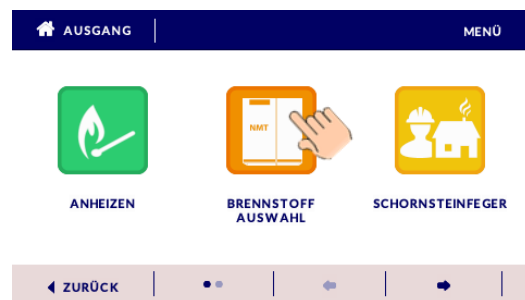 AUSGANG
MENÜ
NMT
ANHEIZEN
BRENNSTOFF
AUSWAHL
SCHORNSTEINFEGER
ZURÜCK